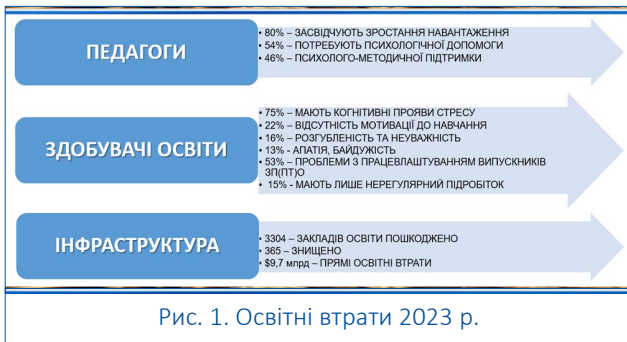 ПЕДАГОГИ
• 80% – ЗАСВІДЧУЮТЬ ЗРОСТАННЯ НАВАНТАЖЕННЯ
• 54% – ПОТРЕБУЮТЬ ПСИХОЛОГІЧНОЇ ДОПОМОГИ
• 46% – ПСИХОЛОГО-МЕТОДИЧНОЇ ПІДТРИМКИ
ЗДОБУВАЧІ ОСВІТИ
• 75% – МАЮТЬ КОГНІТИВНІ ПРОЯВИ СТРЕСУ
• 22% – ВІДСУТНІСТЬ МОТИВАЦІЇ ДО НАВЧАННЯ
• 16% – РОЗГУБЛЕНІСТЬ ТА НЕУВАЖНІСТЬ
• 13% - АПАТІЯ, БАЙДУЖІСТЬ
• 53% – ПРОБЛЕМИ З ПРАЦЕВЛАШТУВАННЯМ ВИПУСКНИКІВ
ЗП(ПТ)О
• 15% - МАЮТЬ ЛИШЕ НЕРЕГУЛЯРНИЙ ПІДРОБІТОК
ІНФРАСТРУКТУРА
• 3304 – ЗАКЛАДІВ ОСВІТИ ПОШКОДЖЕНО
• 365 – ЗНИЩЕНО
• $9,7 млрд – ПРЯМІ ОСВІТНІ ВТРАТИ
Рис. 1. Освітні втрати 2023 р.